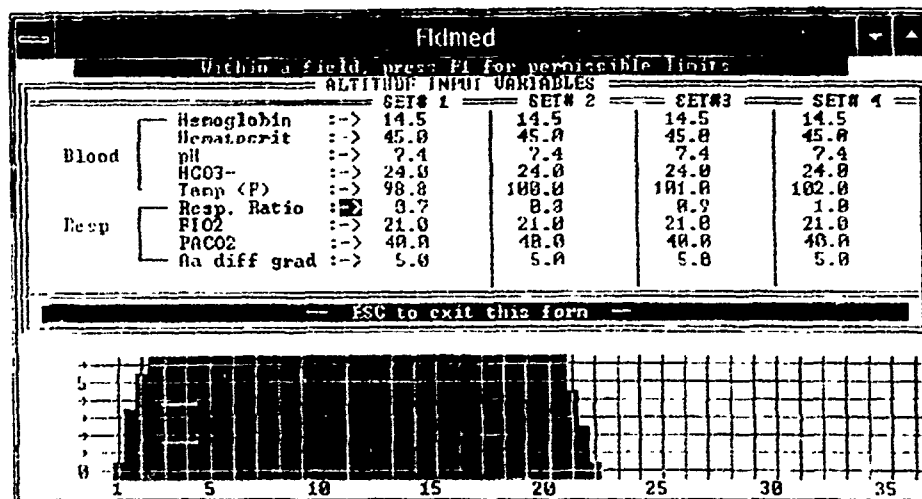 Fldmed
Within a field, press F1 for permissible limits
ALTITUDE INPUT VARIABLES
SET# 1 SET# 2 SET#3 SET# 4
Blood
Hemoglobin :-> 14.5 14.5 14.5 14.5
Hematocrit :-> 45.0 45.0 45.0 45.0
pH :-> 7.4 7.4 7.4 7.4
HCO3- :-> 24.0 24.0 24.0 24.0
Temp (F) :-> 98.8 100.0 101.0 102.0
Resp
Resp. Ratio :-> 0.7 0.8 0.9 1.0
FIO2 :-> 21.0 21.0 21.0 21.0
PACO2 :-> 40.0 40.0 40.0 40.0
Aa diff grad :-> 5.0 5.0 5.0 5.0
— ESC to exit this form —
5
0
1 5 10 15 20 25 30 35